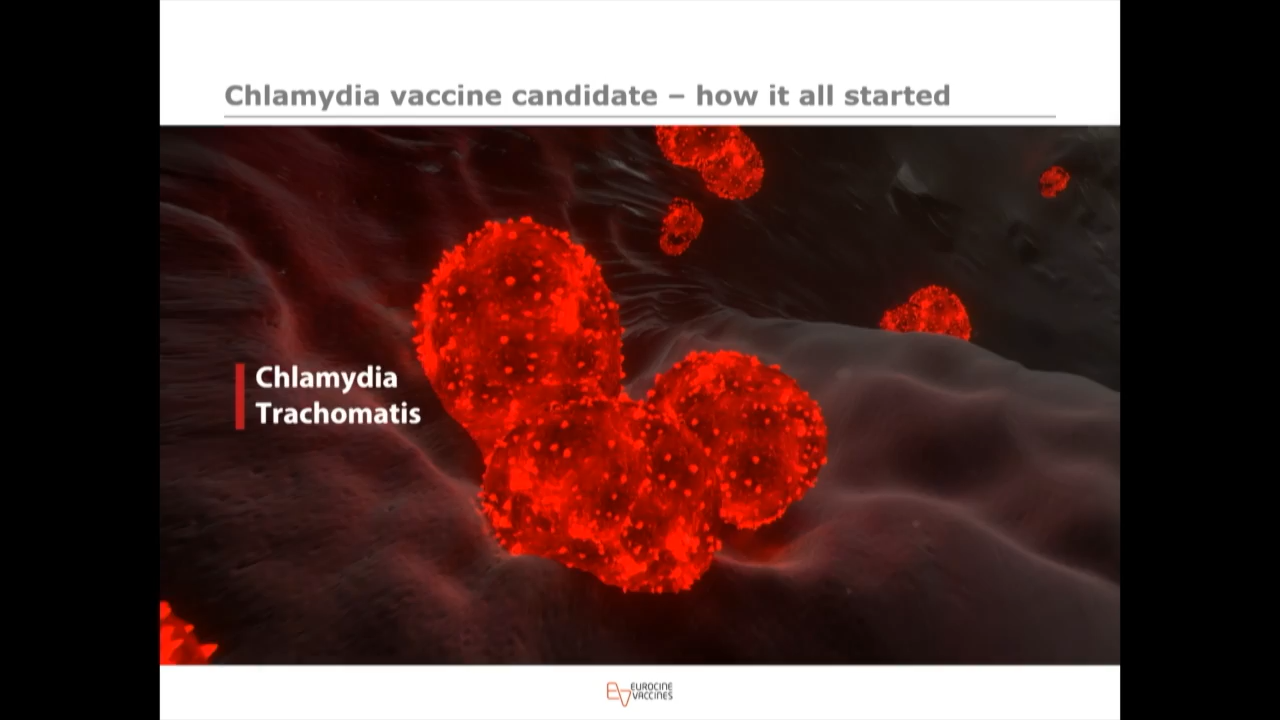 Chlamydia vaccine candidate – how it all started
Chlamydia
Trachomatis
EUROCINE
VACCINES